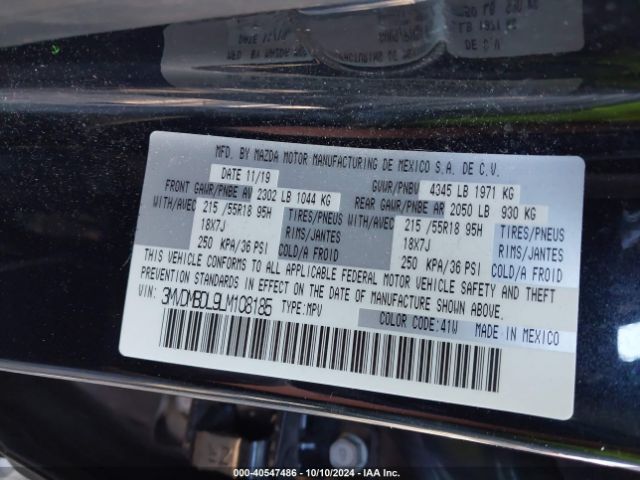 MFD. BY MAZDA MOTOR MANUFACTURING DE MEXICO S.A. DE C.V.
DATE 11/19
GVWR/PNBV 4345 LB 1971 KG
FRONT GAWR/PNBE AV 2302 LB 1044 KG
REAR GAWR/PNBE AR 2050 LB 930 KG
WITH/AVEC 215 /55R18 95H TIRES/PNEUS
WITH/AVEC 215 /55R18 95H TIRES/PNEUS
18X7J RIMS/JANTES
18X7J RIMS/JANTES
250 KPA/36 PSI COLD/A FROID
250 KPA/36 PSI COLD/A FROID
THIS VEHICLE CONFORMS TO ALL APPLICABLE FEDERAL MOTOR VEHICLE SAFETY AND THEFT
PREVENTION STANDARDS IN EFFECT ON THE DATE OF MANUFACTURE SHOWN ABOVE.
VIN: 3MVDMBDL9LM108185 TYPE:MPV
COLOR CODE:41W MADE IN MEXICO
000-40547486 - 10/10/2024 - IAA Inc.